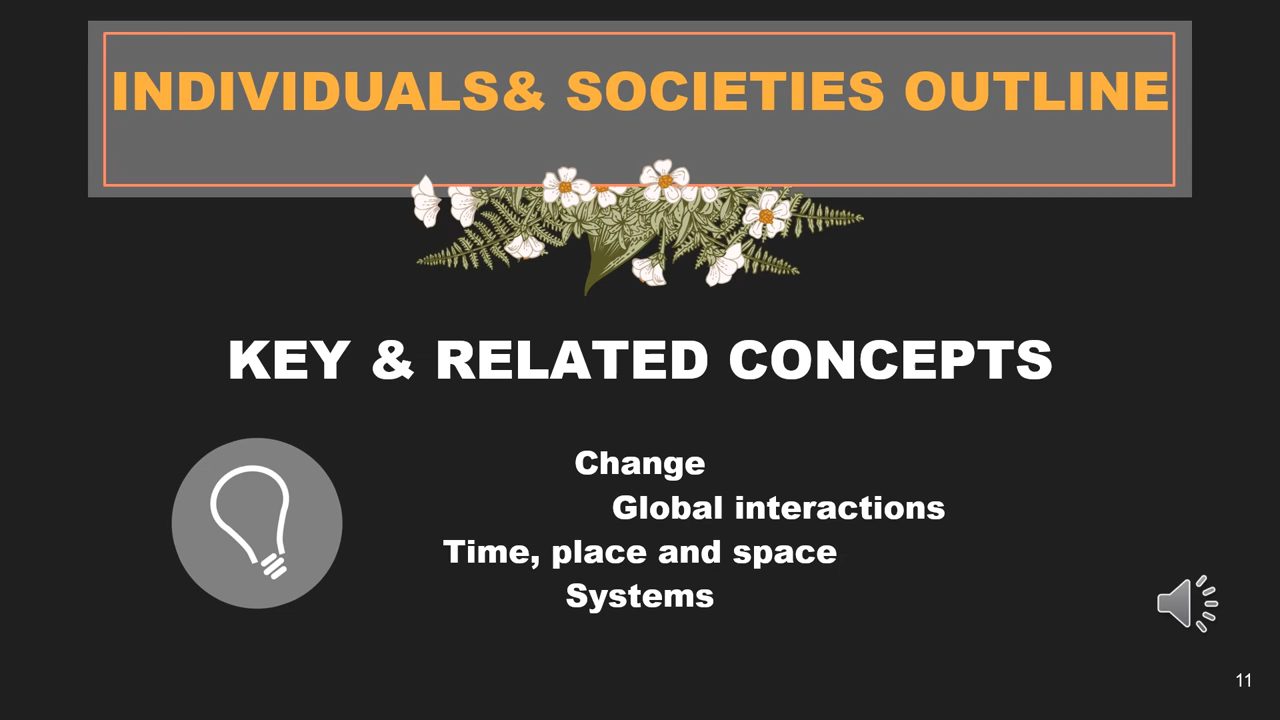 INDIVIDUALS& SOCIETIES OUTLINE
KEY & RELATED CONCEPTS
Change
Global interactions
Time, place and space
Systems
11